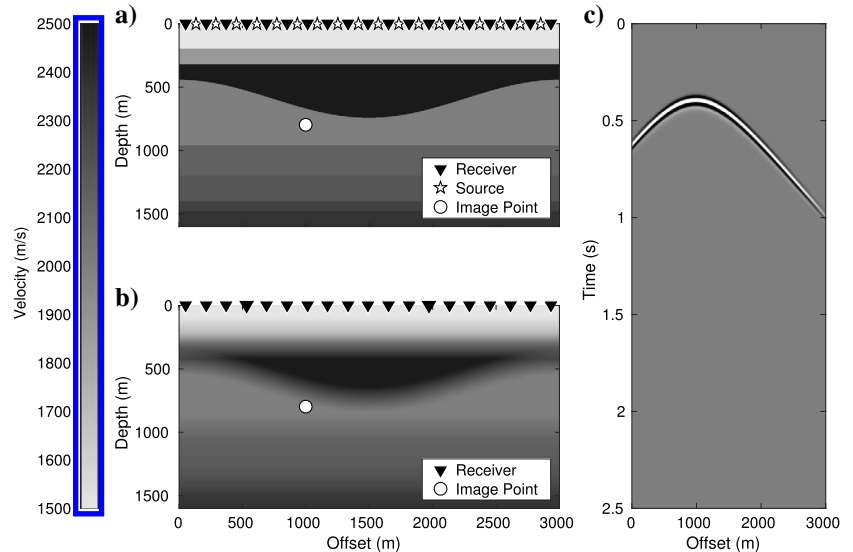 Velocity (m/s)
2500
2400
2300
2200
2100
2000
1900
1800
1700
1600
1500
a)
0
500
1000
1500
Depth (m)
Receiver
Source
Image Point
b)
0
500
1000
1500
Depth (m)
Receiver
Image Point
0 500 1000 1500 2000 2500 3000
Offset (m)
c)
0
0.5
1
1.5
2
2.5
Time (s)
0 1000 2000 3000
Offset (m)